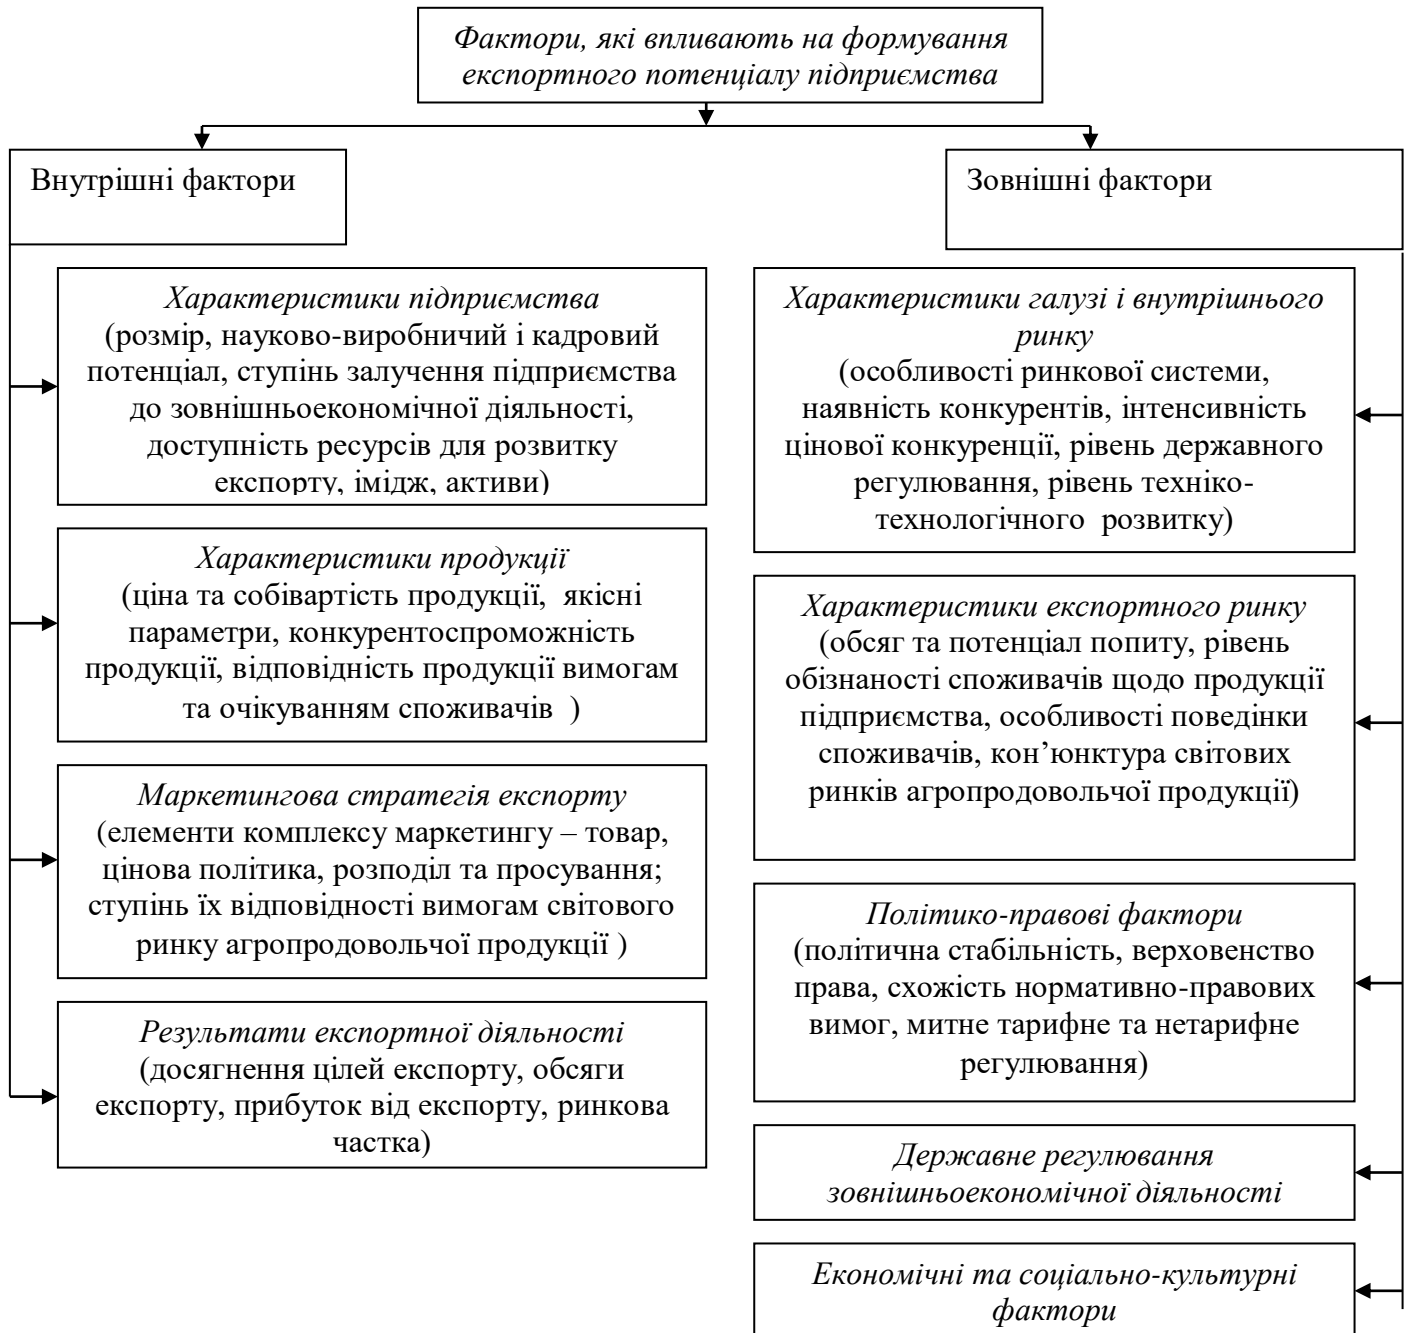 Фактори, які впливають на формування
експортного потенціалу підприємства
Внутрішні фактори
Зовнішні фактори
Характеристики підприємства
(розмір, науково-виробничий і кадровий
потенціал, ступінь залучення підприємства
до зовнішньоекономічної діяльності,
доступність ресурсів для розвитку
експорту, імідж, активи)
Характеристики продукції
(ціна та собівартість продукції, якісні
параметри, конкурентоспроможність
продукції, відповідність продукції вимогам
та очікуванням споживачів )
Маркетингова стратегія експорту
(елементи комплексу маркетингу – товар,
цінова політика, розподіл та просування;
ступінь їх відповідності вимогам світового
ринку агропродовольчої продукції )
Результати експортної діяльності
(досягнення цілей експорту, обсяги
експорту, прибуток від експорту, ринкова
частка)
Характеристики галузі і внутрішнього
ринку
(особливості ринкової системи,
наявність конкурентів, інтенсивність
цінової конкуренції, рівень державного
регулювання, рівень техніко-
технологічного розвитку)
Характеристики експортного ринку
(обсяг та потенціал попиту, рівень
обізнаності споживачів щодо продукції
підприємства, особливості поведінки
споживачів, кон’юнктура світових
ринків агропродовольчої продукції)
Політико-правові фактори
(політична стабільність, верховенство
права, схожість нормативно-правових
вимог, митне тарифне та нетарифне
регулювання)
Державне регулювання
зовнішньоекономічної діяльності
Економічні та соціально-культурні
фактори